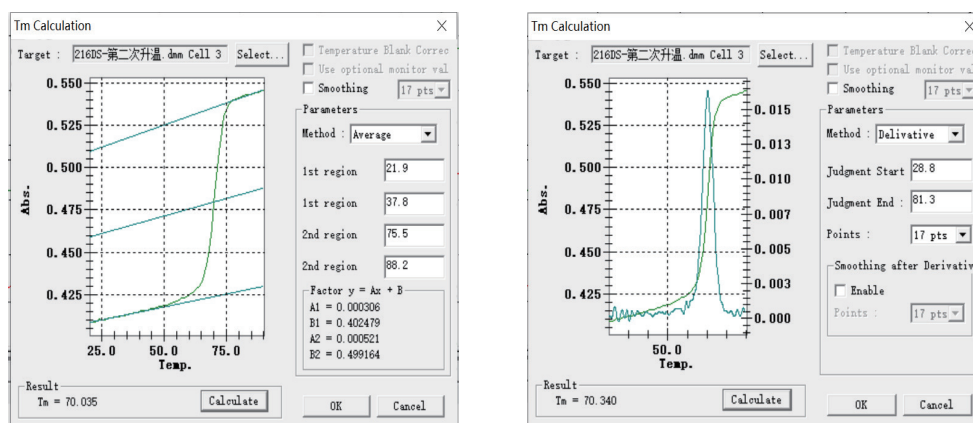 Tm Calculation
Target : 216DS-第二次升温.dmm Cell 3 Select...
Temperature Blank Correc
Use optional monitor val
Smoothing 17 pts
Parameters
Method : Average
1st region 21.9
1st region 37.8
2nd region 75.5
2nd region 88.2
Factor y = Ax + B
A1 = 0.000306
B1 = 0.402479
A2 = 0.000521
B2 = 0.499164
Abs.
0.550
0.525
0.500
0.475
0.450
0.425
25.0 50.0 75.0
Temp.
Result
Tm = 70.035 Calculate
OK Cancel
Tm Calculation
Target : 216DS-第二次升温.dmm Cell 3 Select...
Temperature Blank Correc
Use optional monitor val
Smoothing 17 pts
Parameters
Method : Delivative
Judgment Start 28.8
Judgment End : 81.3
Points : 17 pts
Smoothing after Derivativ
Enable
Points : 17 pts
Abs.
0.550
0.525
0.500
0.475
0.450
0.425
0.015
0.013
0.010
0.007
0.005
0.003
0.000
50.0
Temp.
Result
Tm = 70.340 Calculate
OK Cancel